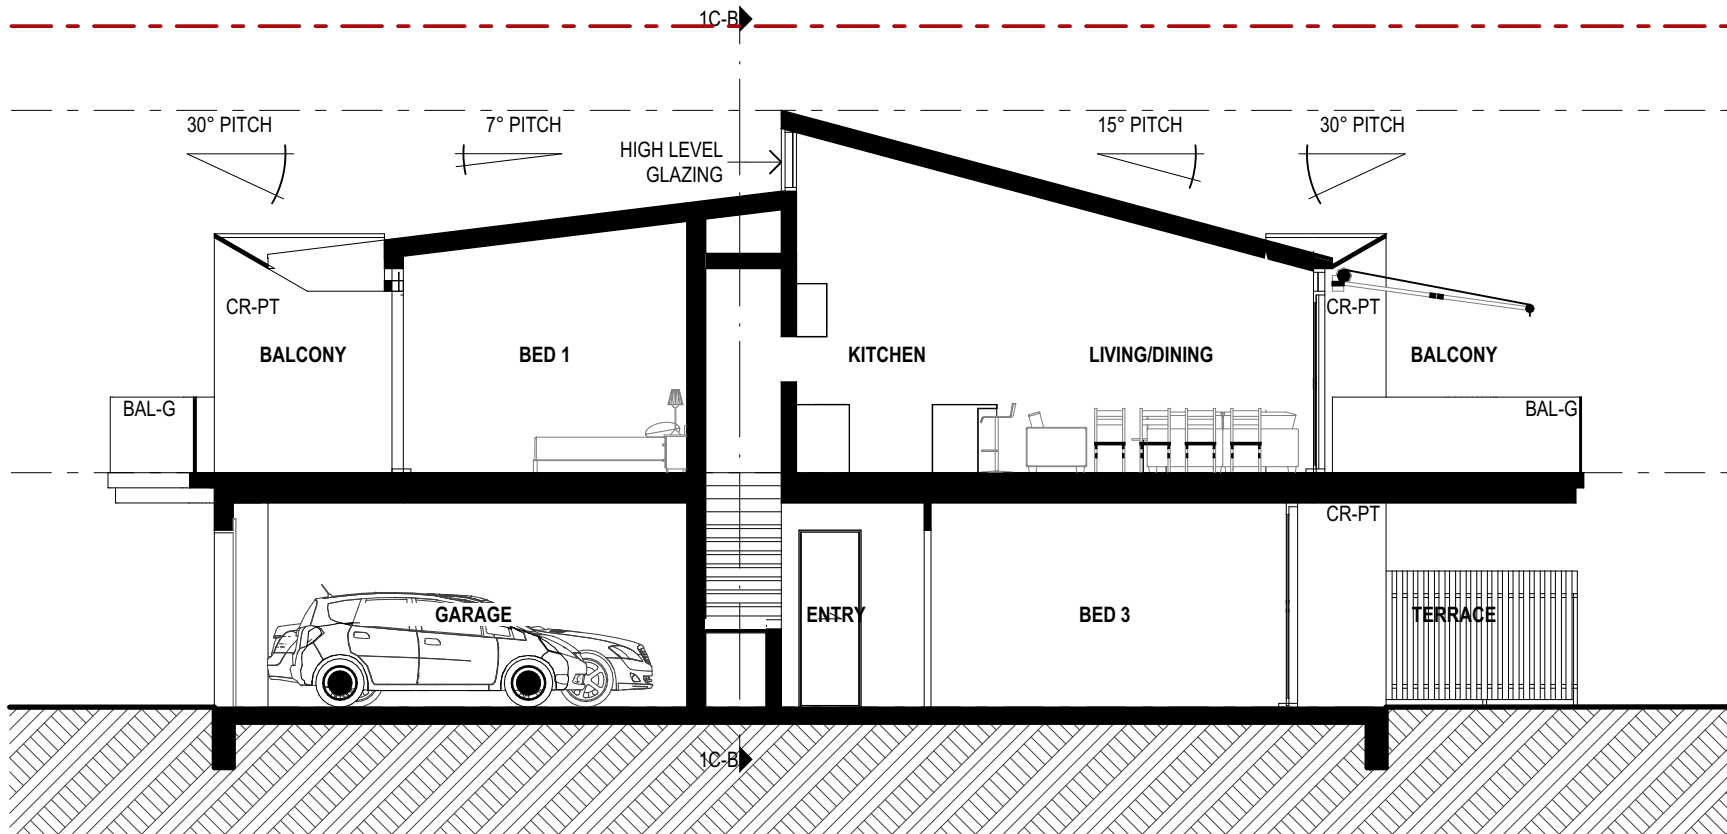 1C-B
30° PITCH
7° PITCH
15° PITCH
30° PITCH
HIGH LEVEL
GLAZING
CR-PT
CR-PT
BALCONY
BED 1
KITCHEN
LIVING/DINING
BALCONY
BAL-G
BAL-G
CR-PT
GARAGE
ENTRY
BED 3
TERRACE
1C-B